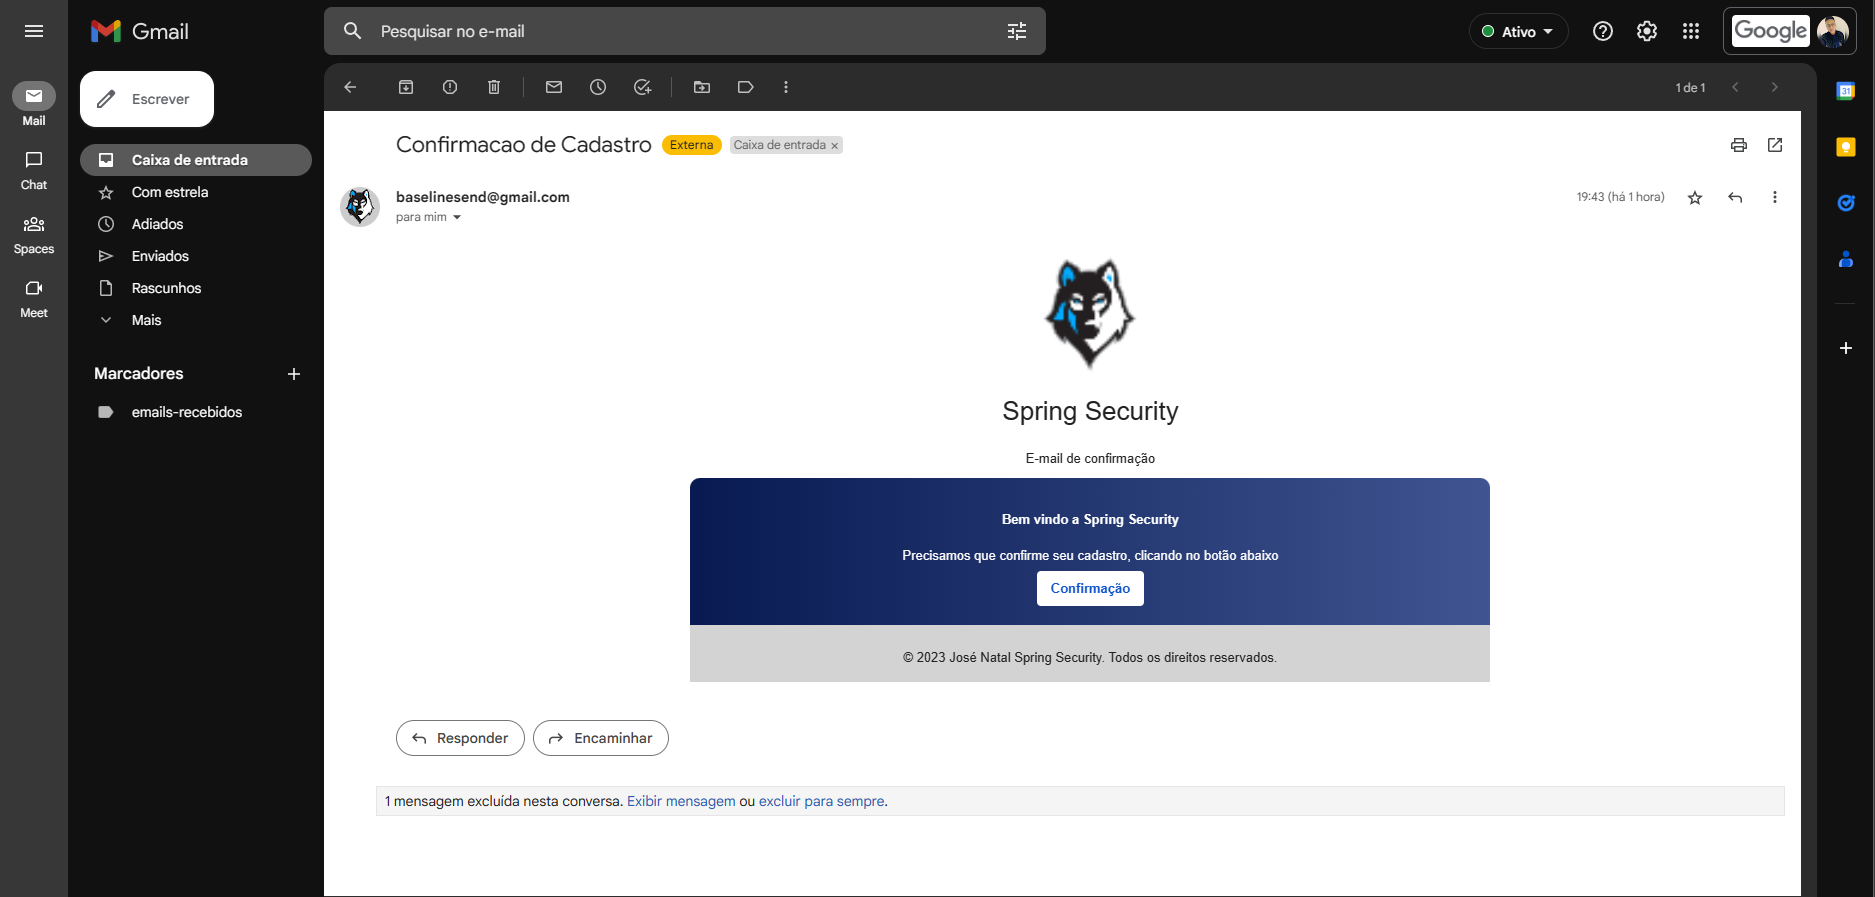 Gmail
Pesquisar no e-mail
Ativo
Google
Mail
Chat
Spaces
Meet
Escrever
Caixa de entrada
Com estrela
Adiados
Enviados
Rascunhos
Mais
Marcadores
emails-recebidos
1 de 1
Confirmacao de Cadastro Externa Caixa de entrada ×
baselinesend@gmail.com
19:43 (há 1 hora)
para mim
Spring Security
E-mail de confirmação
Bem vindo a Spring Security
Precisamos que confirme seu cadastro, clicando no botão abaixo
Confirmação
© 2023 José Natal Spring Security. Todos os direitos reservados.
Responder
Encaminhar
1 mensagem excluída nesta conversa. Exibir mensagem ou excluir para sempre.
31